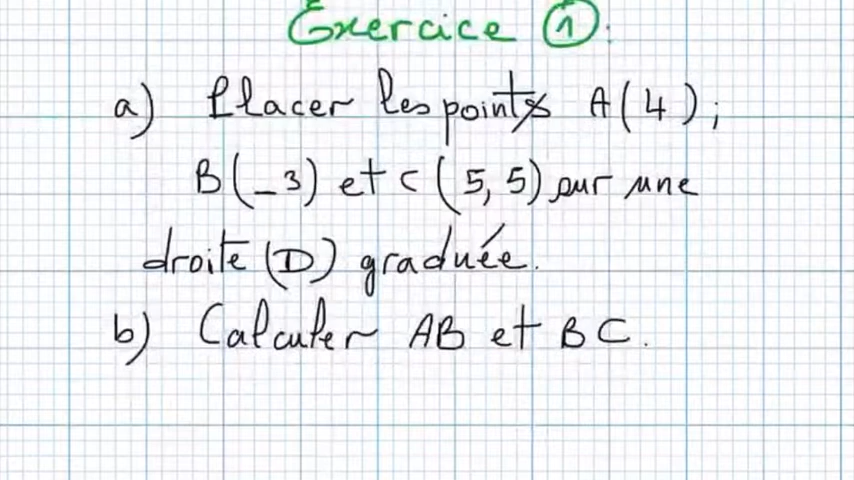 Exercice 1.
a) Placer les points A(4);
B(-3) et C(5,5) sur une
droite (D) graduée.
b) Calculer AB et BC.